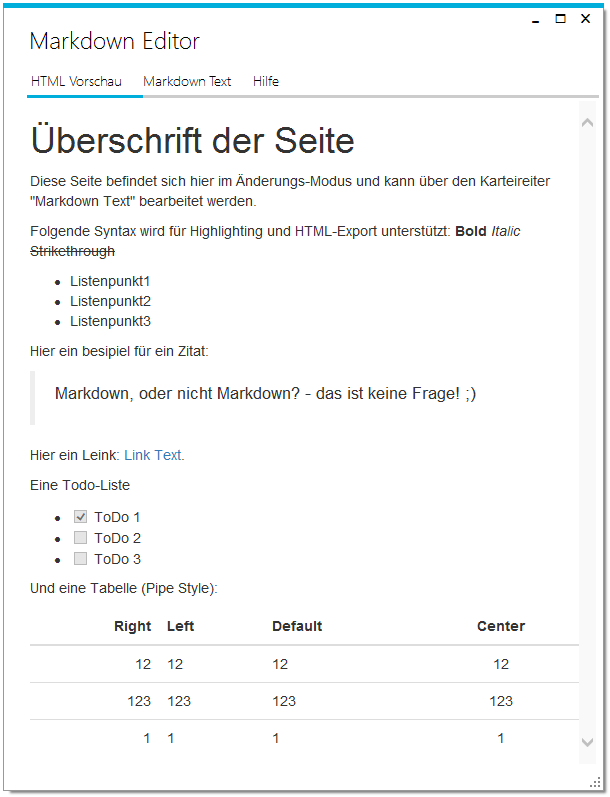 Markdown Editor
HTML Vorschau Markdown Text Hilfe
Überschrift der Seite
Diese Seite befindet sich hier im Änderungs-Modus und kann über den Karteireiter
"Markdown Text" bearbeitet werden.
Folgende Syntax wird für Highlighting und HTML-Export unterstützt: Bold Italic
Strikethrough
Listenpunkt1
Listenpunkt2
Listenpunkt3
Hier ein besipiel für ein Zitat:
Markdown, oder nicht Markdown? - das ist keine Frage! ;)
Hier ein Leink: Link Text.
Eine Todo-Liste
ToDo 1
ToDo 2
ToDo 3
Und eine Tabelle (Pipe Style):
Right Left Default Center
12 12 12 12
123 123 123 123
1 1 1 1